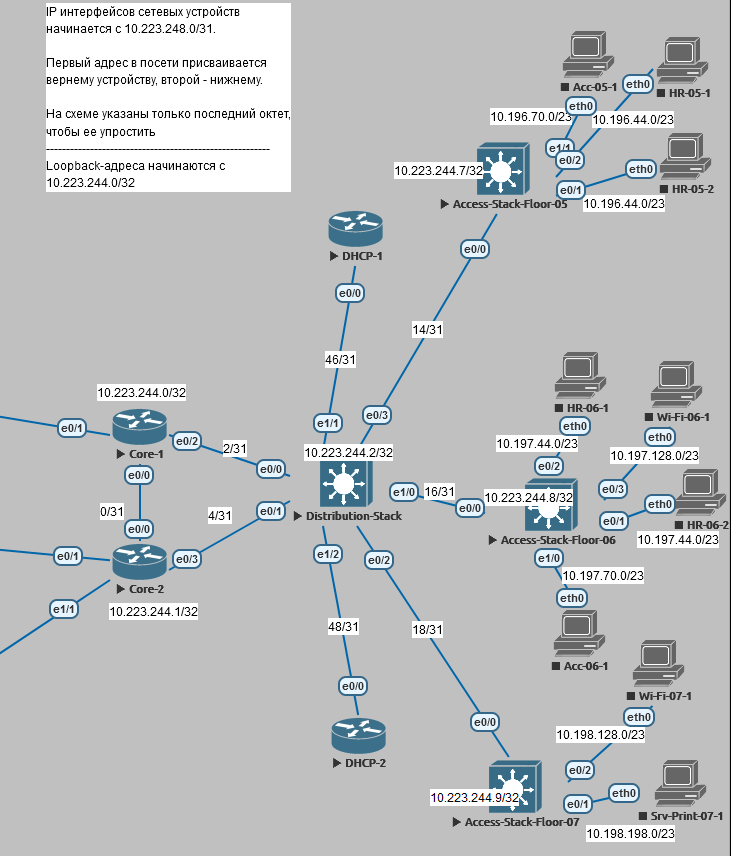 IP интерфейсов сетевых устройств
начинается с 10.223.248.0/31.
Первый адрес в посети присваивается
вернему устройству, второй - нижнему.
На схеме указаны только последний октет,
чтобы ее упростить
Loopback-адреса начинаются с
10.223.244.0/32
Acc-05-1
eth0
HR-05-1
eth0
10.196.70.0/23
10.196.44.0/23
e1/1
e0/2
10.223.244.7/32
eth0
HR-05-2
e0/1
10.196.44.0/23
Access-Stack-Floor-05
e0/0
DHCP-1
e0/0
14/31
46/31
HR-06-1
eth0
Wi-Fi-06-1
eth0
10.223.244.0/32
e0/1
Core-1
e0/2
2/31
e0/0
e1/1
e0/3
10.223.244.2/32
10.197.44.0/23
10.197.128.0/23
e0/2
e0/0
e1/0
16/31
e0/0
10.223.244.8/32
e0/3
eth0
HR-06-2
0/31
4/31
e0/1
Distribution-Stack
e0/1
10.197.44.0/23
e0/0
Access-Stack-Floor-06
e0/1
Core-2
e0/3
e1/2
e0/2
e1/0
10.197.70.0/23
eth0
e1/1
10.223.244.1/32
48/31
18/31
Acc-06-1
e0/0
DHCP-2
e0/0
Wi-Fi-07-1
eth0
10.198.128.0/23
e0/2
10.223.244.9/32
eth0
e0/1
Srv-Print-07-1
Access-Stack-Floor-07
10.198.198.0/23